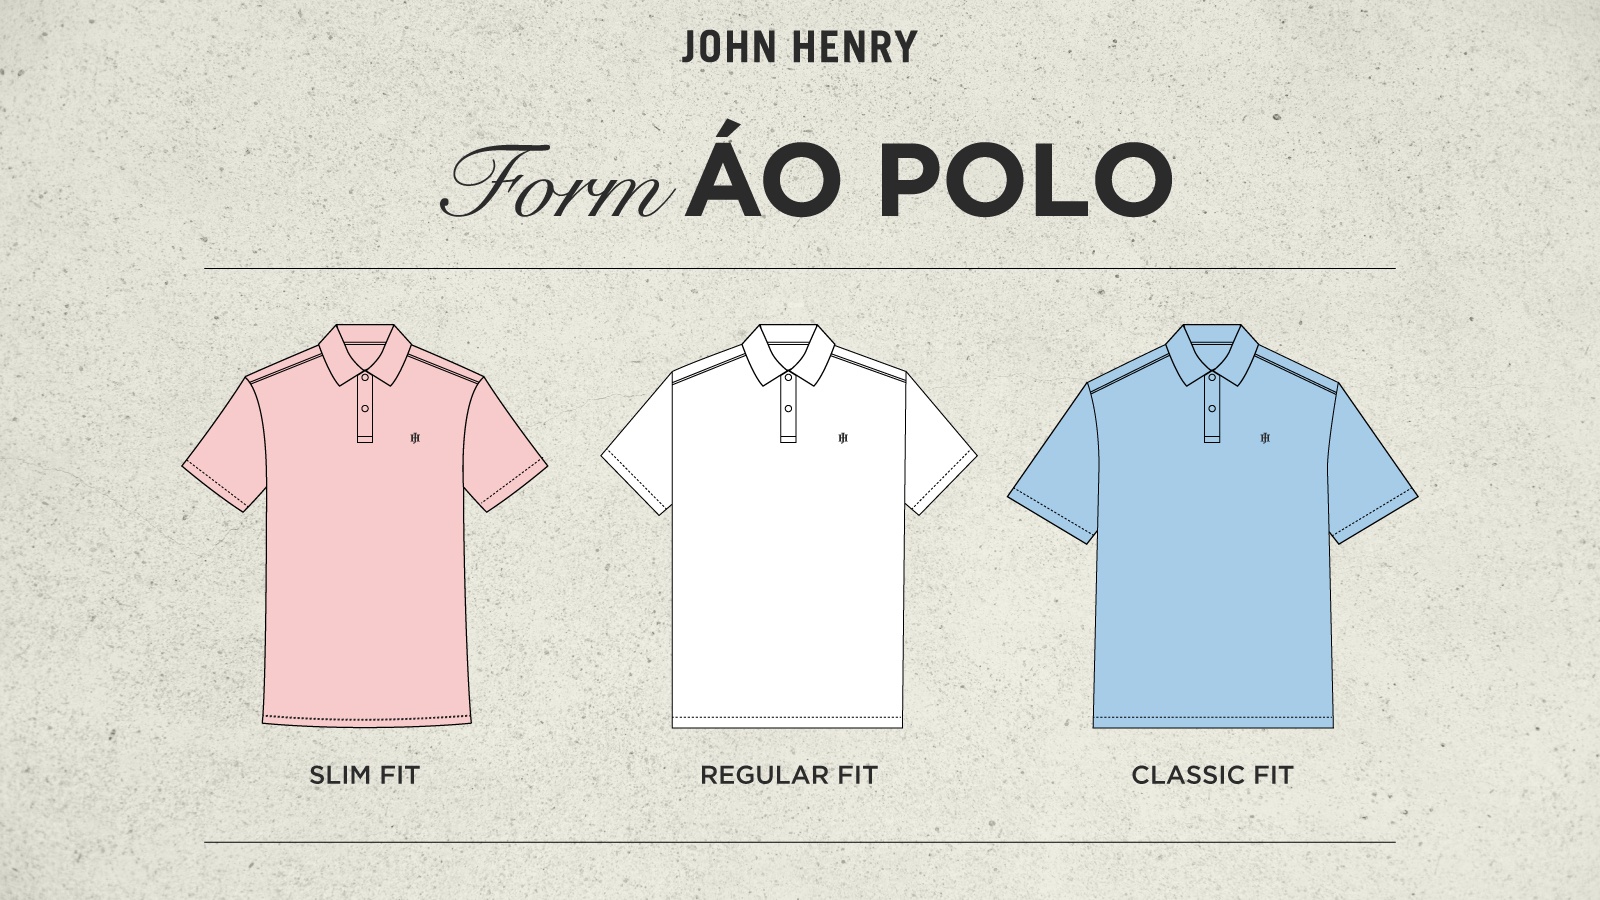 JOHN HENRY
Form ÁO POLO
SLIM FIT
REGULAR FIT
CLASSIC FIT